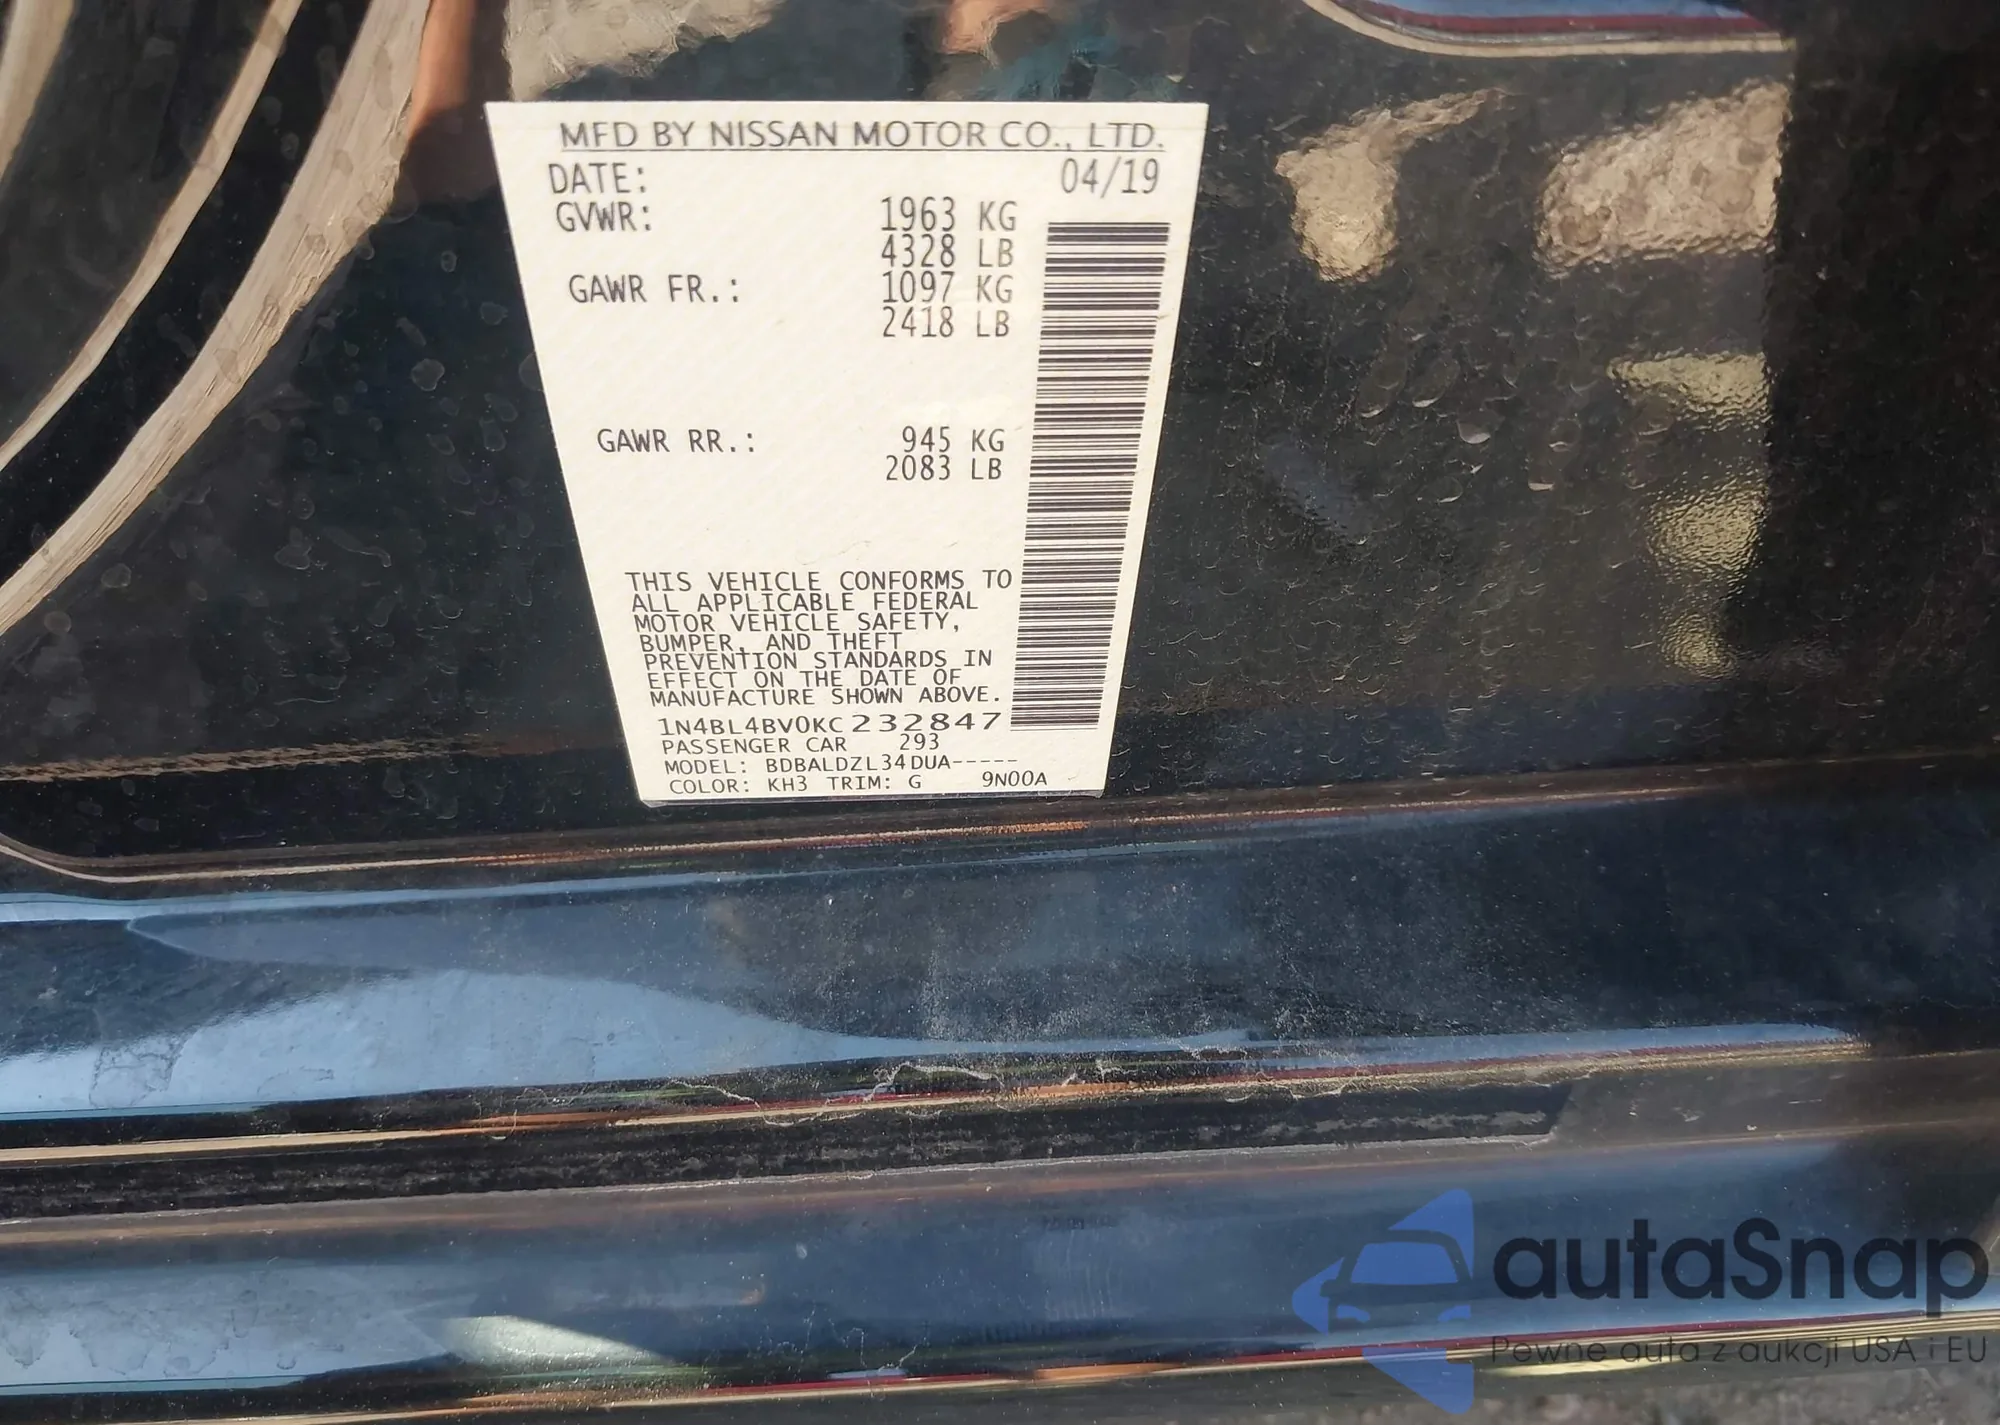 MFD BY NISSAN MOTOR CO., LTD.
DATE: 04/19
GVWR: 1963 KG
4328 LB
GAWR FR.: 1097 KG
2418 LB
GAWR RR.: 945 KG
2083 LB
THIS VEHICLE CONFORMS TO
ALL APPLICABLE FEDERAL
MOTOR VEHICLE SAFETY,
BUMPER, AND THEFT
PREVENTION STANDARDS IN
EFFECT ON THE DATE OF
MANUFACTURE SHOWN ABOVE.
1N4BL4BV0KC232847
PASSENGER CAR 293
MODEL: BDBALDZL34DUA-----
COLOR: KH3 TRIM: G 9N00A
autaSnap
Pewne auta z aukcji USA i EU